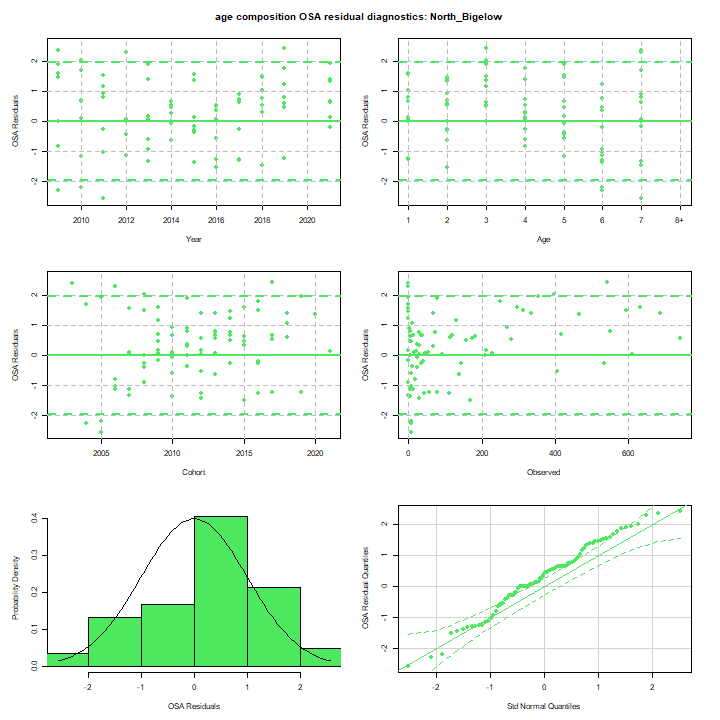 age composition OSA residual diagnostics: North_Bigelow
OSA Residuals
2
1
0
-1
-2
2010 2012 2014 2016 2018 2020
Year
OSA Residuals
2
1
0
-1
-2
1 2 3 4 5 6 7 8+
Age
OSA Residuals
2
1
0
-1
-2
2005 2010 2015 2020
Cohort
OSA Residuals
2
1
0
-1
-2
0 200 400 600
Observed
Probability Density
0.4
0.3
0.2
0.1
0.0
-2 -1 0 1 2
OSA Residuals
OSA Residual Quantiles
2
1
0
-1
-2
-2 -1 0 1 2
Std Normal Quantiles